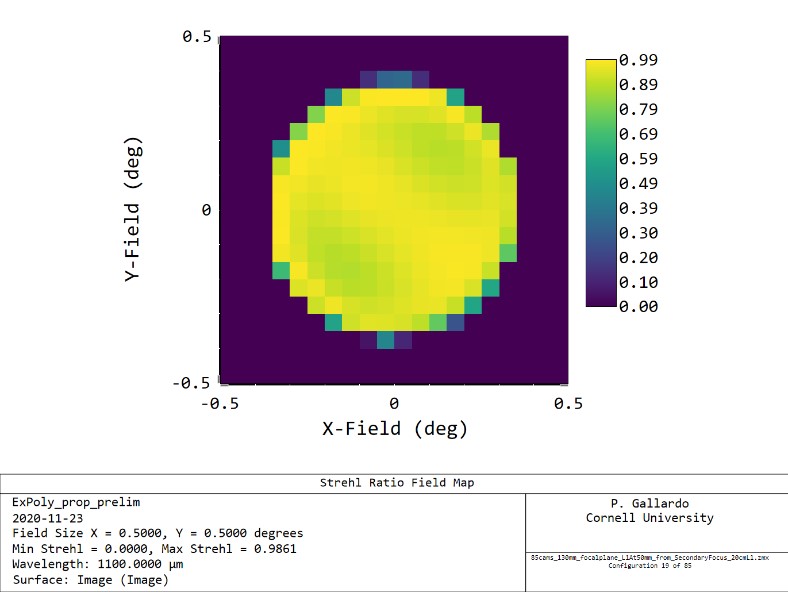 0.5
0
-0.5
Y-Field (deg)
-0.5 0 0.5
X-Field (deg)
0.99
0.89
0.79
0.69
0.59
0.49
0.39
0.30
0.20
0.10
0.00
Strehl Ratio Field Map
ExPoly_prop_prelim
2020-11-23
Field Size X = 0.5000, Y = 0.5000 degrees
Min Strehl = 0.0000, Max Strehl = 0.9861
Wavelength: 1100.0000 µm
Surface: Image (Image)
P. Gallardo
Cornell University
85cams_130mm_focalplane_L1At50mm_from_SecondaryFocus_20cmL1.zmx
Configuration 19 of 85